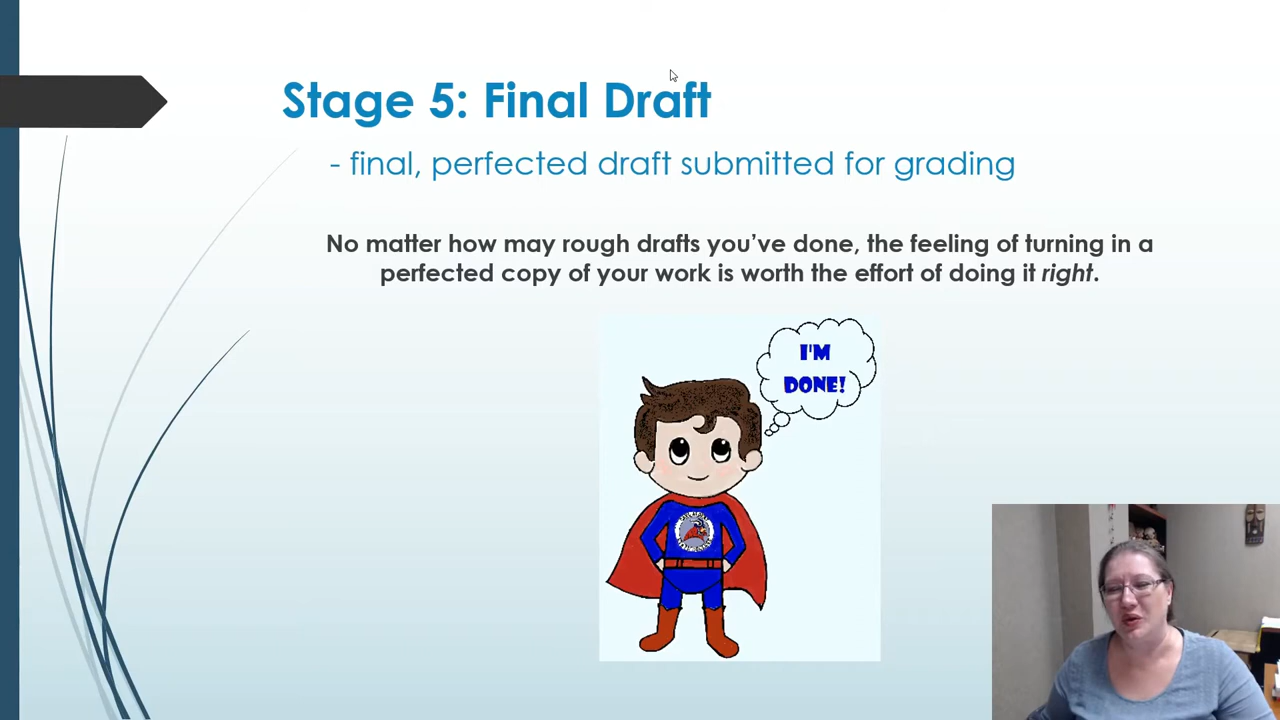 Stage 5: Final Draft
- final, perfected draft submitted for grading
No matter how may rough drafts you’ve done, the feeling of turning in a
perfected copy of your work is worth the effort of doing it right.
I'M
DONE!